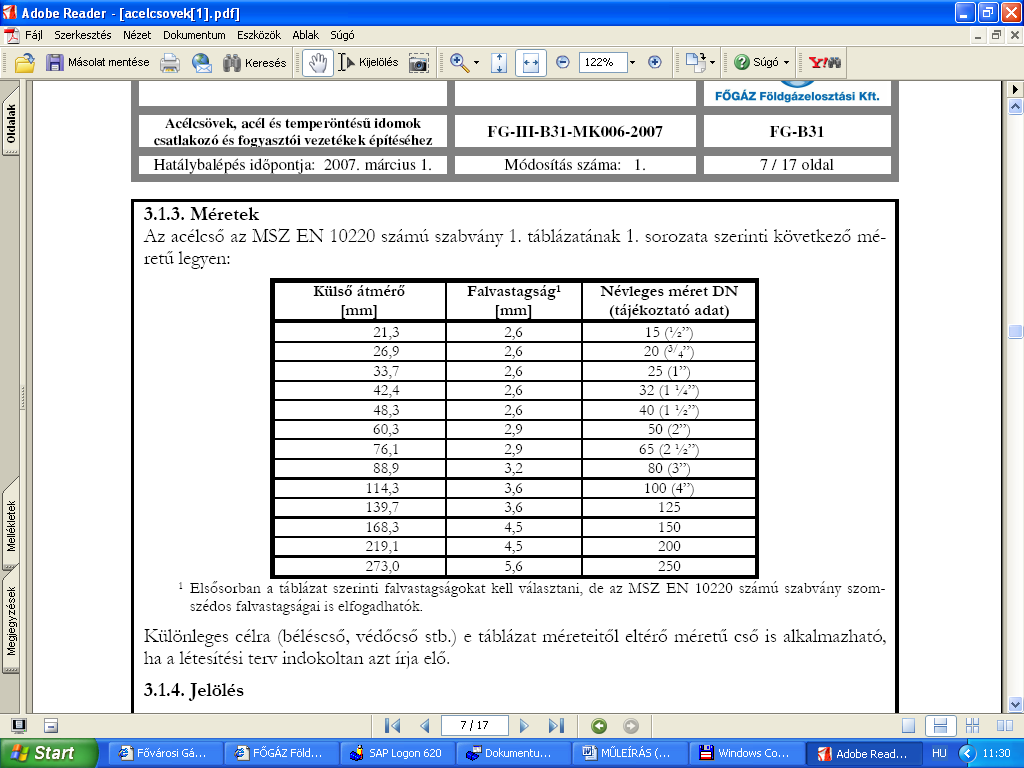 Adobe Reader - [acelcsovek[1].pdf]
Fájl Szerkesztés Nézet Dokumentum Eszközök Ablak Súgó
Másolat mentése Keresés Kijelölés 122% Súgó Y!
Oldalak
Mellékletek
Megjegyzések
FŐGÁZ Földgázelosztási Kft.
Acélcsövek, acél és temperöntésű idomok
csatlakozó és fogyasztói vezetékek építéséhez
FG-III-B31-MK006-2007
FG-B31
Hatálybalépés időpontja: 2007. március 1.
Módosítás száma: 1.
7 / 17 oldal
3.1.3. Méretek
Az acélcső az MSZ EN 10220 számú szabvány 1. táblázatának 1. sorozata szerinti következő mé-
retű legyen:
Külső átmérő Falvastagság¹ Névleges méret DN
[mm] [mm] (tájékoztató adat)
21,3 2,6 15 (½”)
26,9 2,6 20 (³/₄”)
33,7 2,6 25 (1”)
42,4 2,6 32 (1 ¼”)
48,3 2,6 40 (1 ½”)
60,3 2,9 50 (2”)
76,1 2,9 65 (2 ½”)
88,9 3,2 80 (3”)
114,3 3,6 100 (4”)
139,7 3,6 125
168,3 4,5 150
219,1 4,5 200
273,0 5,6 250
¹ Elsősorban a táblázat szerinti falvastagságokat kell választani, de az MSZ EN 10220 számú szabvány szom-
szédos falvastagságai is elfogadhatók.
Különleges célra (béléscső, védőcső stb.) e táblázat méreteitől eltérő méretű cső is alkalmazható,
ha a létesítési terv indokoltan azt írja elő.
3.1.4. Jelölés
7 / 17
Start Fővárosi Gá... FŐGÁZ Föld... SAP Logon 620 Dokumentu... MŰLEÍRÁS (... Windows Co... Adobe Read... HU 11:30